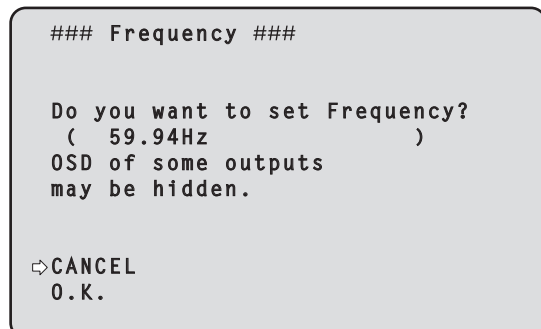 ### Frequency ###
Do you want to set Frequency?
(   59.94Hz                    )
OSD of some outputs
may be hidden.
⇨CANCEL
O.K.